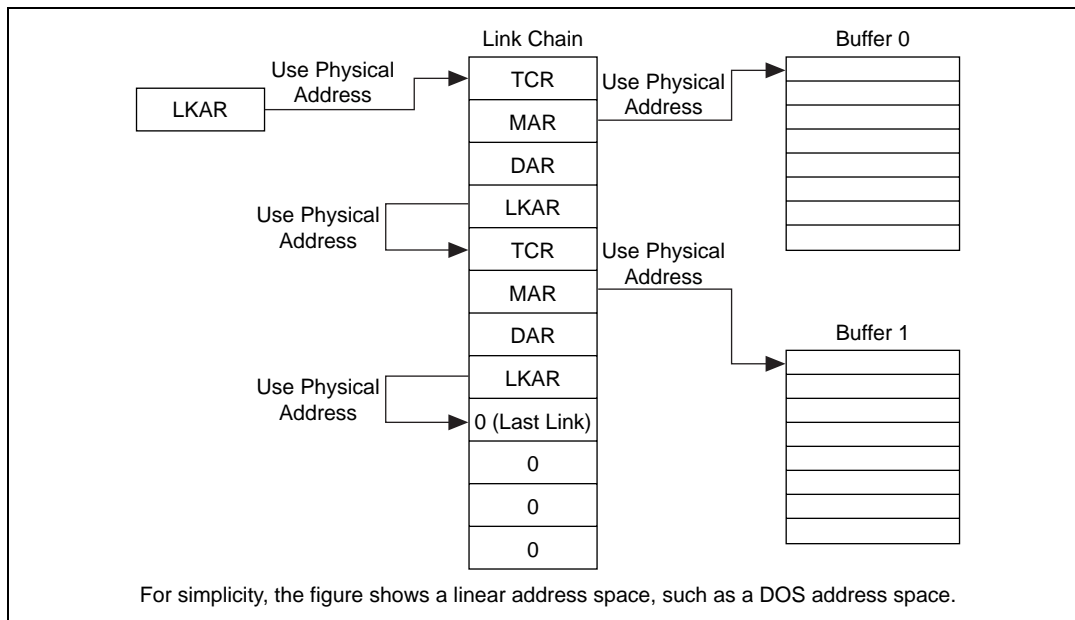 Link Chain
Buffer 0
Use Physical
Address
LKAR
TCR
MAR
DAR
LKAR
TCR
MAR
DAR
LKAR
0 (Last Link)
0
0
0
Use Physical
Address
Use Physical
Address
Use Physical
Address
Use Physical
Address
Buffer 1
For simplicity, the figure shows a linear address space, such as a DOS address space.